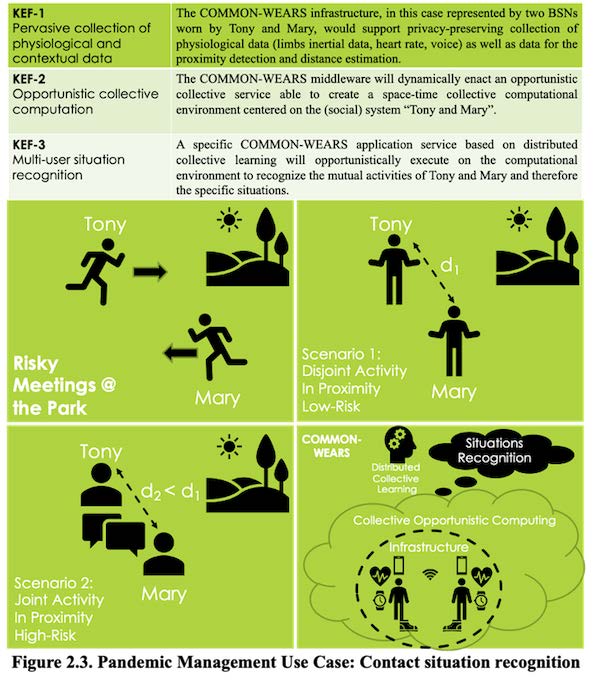 KEF-1
Pervasive collection of
physiological and
contextual data
The COMMON-WEARS infrastructure, in this case represented by two BSNs
worn by Tony and Mary, would support privacy-preserving collection of
physiological data (limbs inertial data, heart rate, voice) as well as data for the
proximity detection and distance estimation.
KEF-2
Opportunistic collective
computation
The COMMON-WEARS middleware will dynamically enact an opportunistic
collective service able to create a space-time collective computational
environment centered on the (social) system “Tony and Mary”.
KEF-3
Multi-user situation
recognition
A specific COMMON-WEARS application service based on distributed
collective learning will opportunistically execute on the computational
environment to recognize the mutual activities of Tony and Mary and therefore
the specific situations.
Tony
Mary
Risky
Meetings @
the Park
Tony
d1
Scenario 1:
Disjoint Activity
In Proximity
Low-Risk
Mary
Tony
d2 < d1
Mary
Scenario 2:
Joint Activity
In Proximity
High-Risk
COMMON-
WEARS
Distributed
Collective
Learning
Situations
Recognition
Collective Opportunistic Computing
Infrastructure
Figure 2.3. Pandemic Management Use Case: Contact situation recognition